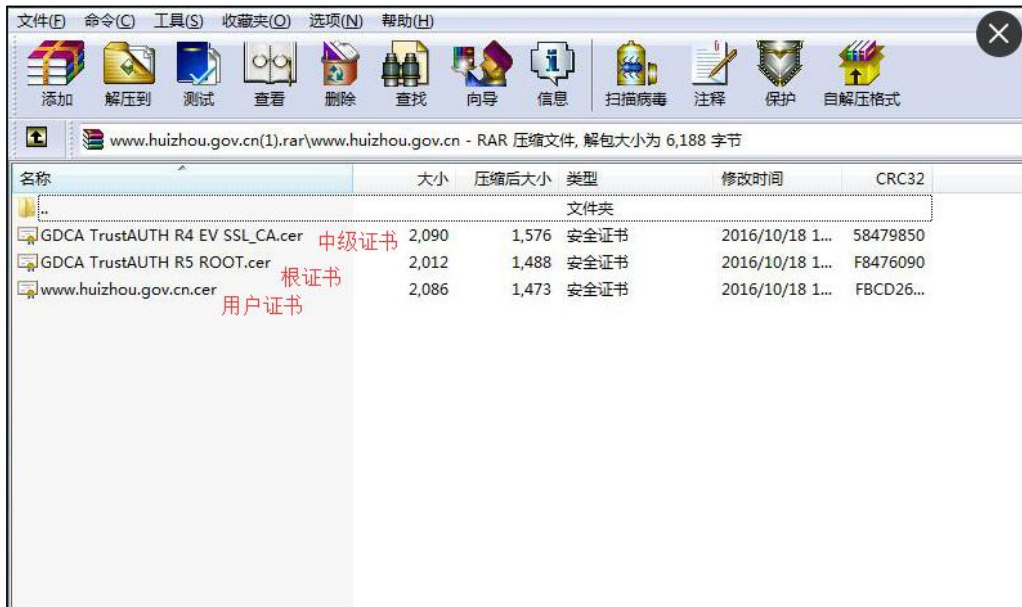 文件(F) 命令(C) 工具(S) 收藏夹(O) 选项(N) 帮助(H)
添加 解压到 测试 查看 删除 查找 向导 信息 扫描病毒 注释 保护 自解压格式
www.huizhou.gov.cn(1).rar\www.huizhou.gov.cn - RAR 压缩文件, 解包大小为 6,188 字节
名称 大小 压缩后大小 类型 修改时间 CRC32
.. 文件夹
GDCA TrustAUTH R4 EV SSL_CA.cer 中级证书 2,090 1,576 安全证书 2016/10/18 1... 58479850
GDCA TrustAUTH R5 ROOT.cer 根证书 2,012 1,488 安全证书 2016/10/18 1... F8476090
www.huizhou.gov.cn.cer 用户证书 2,086 1,473 安全证书 2016/10/18 1... FBCD26...